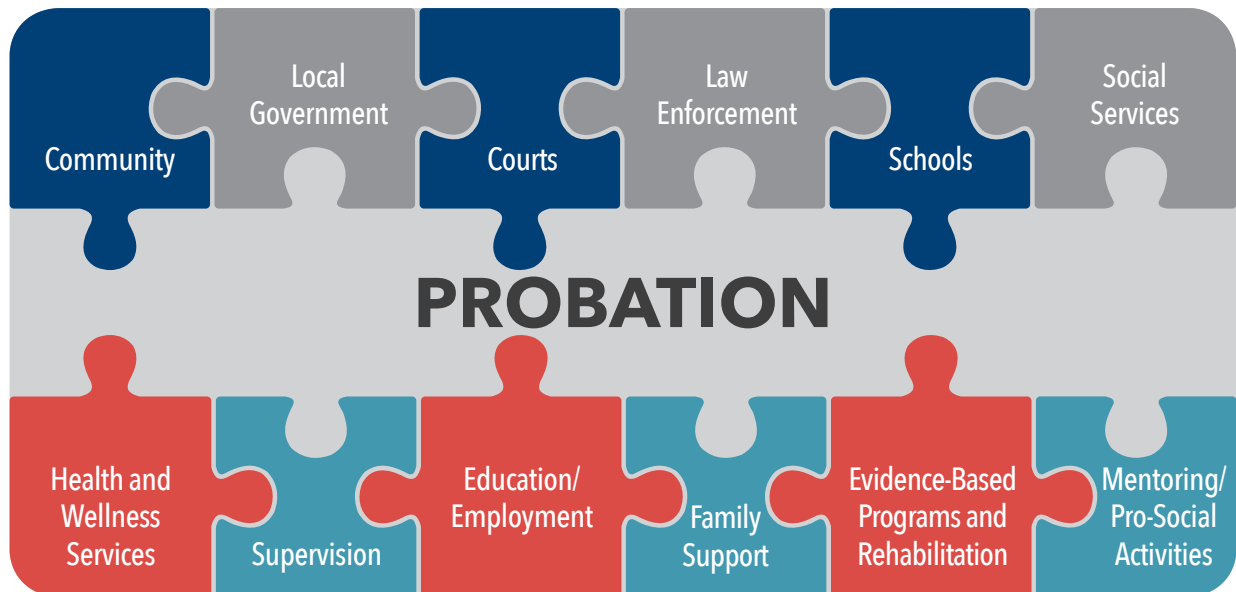 Community
Local
Government
Courts
Law
Enforcement
Schools
Social
Services
PROBATION
Health and
Wellness
Services
Supervision
Education/
Employment
Family
Support
Evidence-Based
Programs and
Rehabilitation
Mentoring/
Pro-Social
Activities